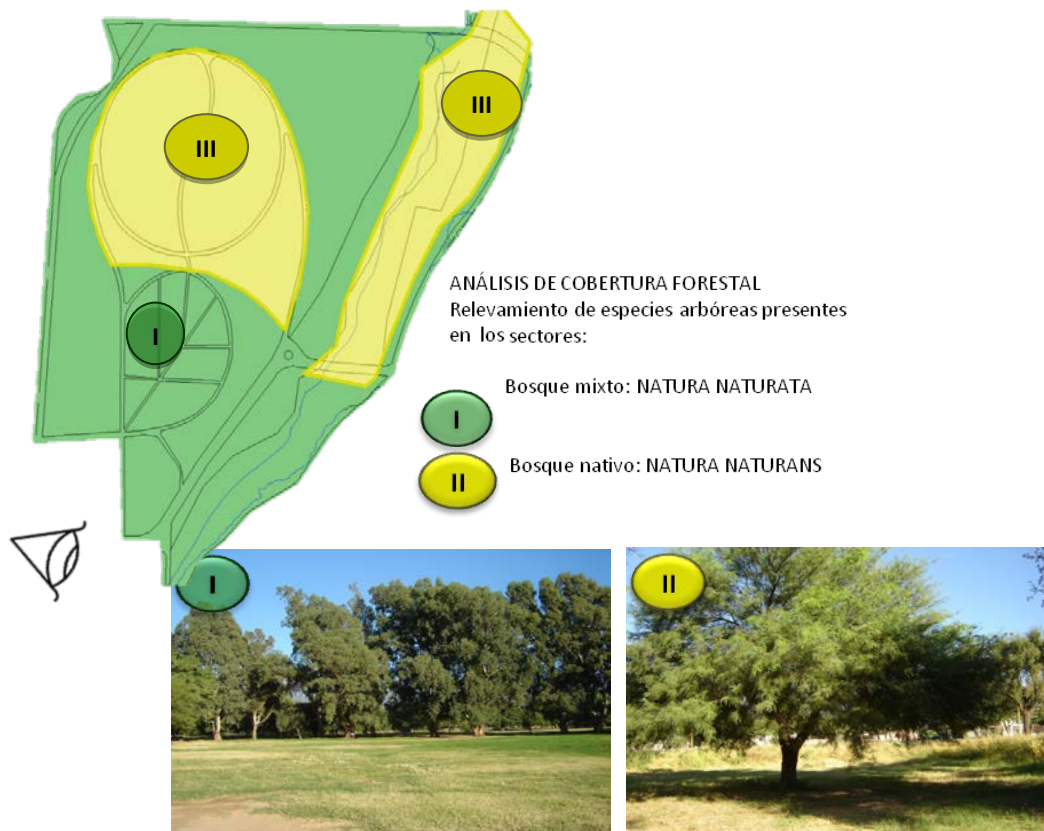 III
III
I
ANÁLISIS DE COBERTURA FORESTAL
Relevamiento de especies arbóreas presentes
en los sectores:
Bosque mixto: NATURA NATURATA
I
Bosque nativo: NATURA NATURANS
II
I
II